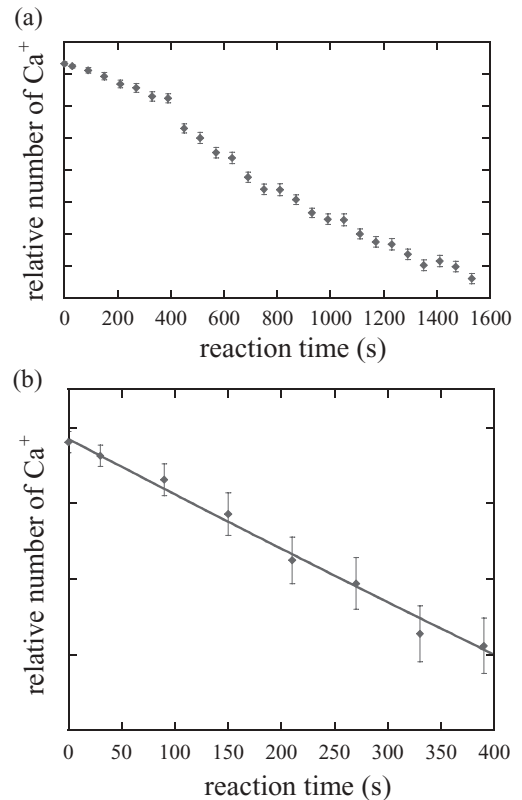 (a)
relative number of Ca⁺
0 200 400 600 800 1000 1200 1400 1600
reaction time (s)
(b)
relative number of Ca⁺
0 50 100 150 200 250 300 350 400
reaction time (s)